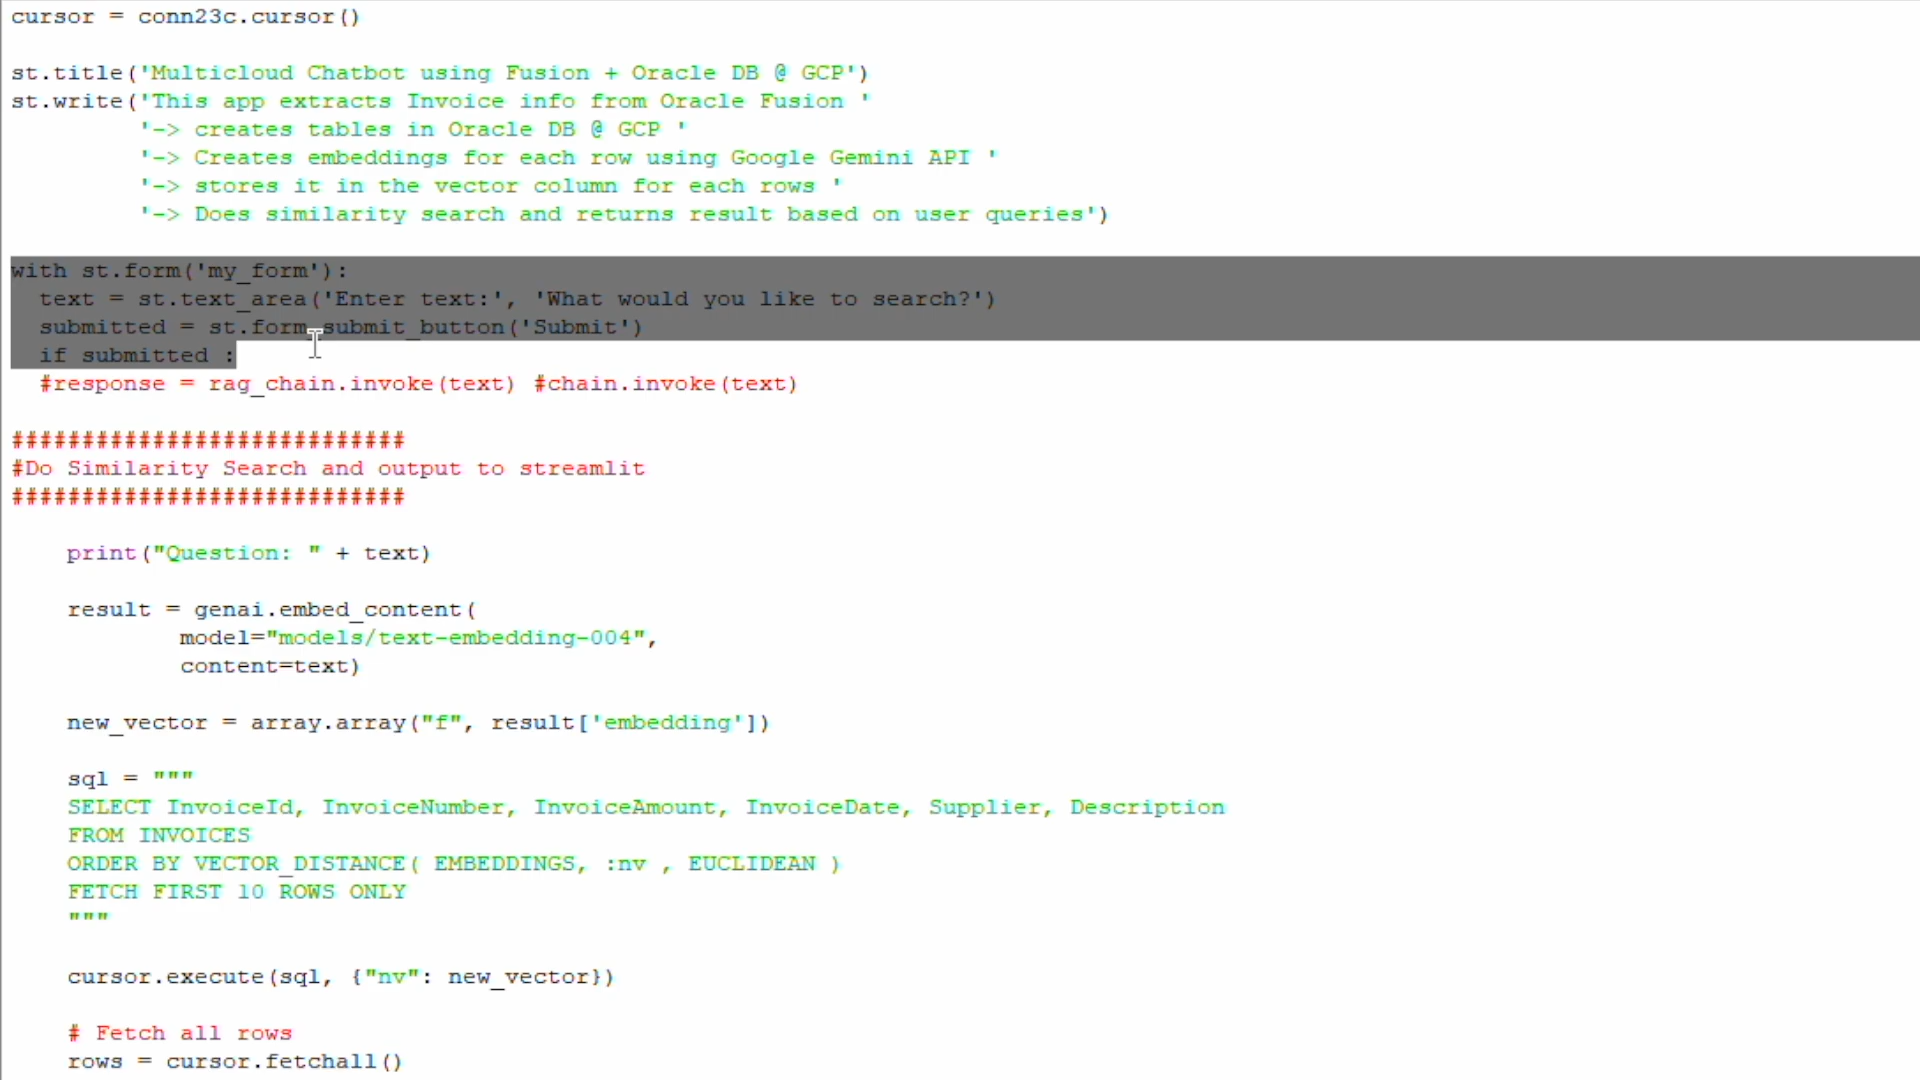 cursor = conn23c.cursor()
st.title('Multicloud Chatbot using Fusion + Oracle DB @ GCP')
st.write('This app extracts Invoice info from Oracle Fusion '
'-> creates tables in Oracle DB @ GCP '
'-> Creates embeddings for each row using Google Gemini API '
'-> stores it in the vector column for each rows '
'-> Does similarity search and returns result based on user queries')
with st.form('my_form'):
text = st.text_area('Enter text:', 'What would you like to search?')
submitted = st.form_submit_button('Submit')
if submitted :
#response = rag_chain.invoke(text) #chain.invoke(text)
############################
#Do Similarity Search and output to streamlit
############################
print("Question: " + text)
result = genai.embed_content(
model="models/text-embedding-004",
content=text)
new_vector = array.array("f", result['embedding'])
sql = """
SELECT InvoiceId, InvoiceNumber, InvoiceAmount, InvoiceDate, Supplier, Description
FROM INVOICES
ORDER BY VECTOR_DISTANCE( EMBEDDINGS, :nv , EUCLIDEAN )
FETCH FIRST 10 ROWS ONLY
"""
cursor.execute(sql, {"nv": new_vector})
# Fetch all rows
rows = cursor.fetchall()